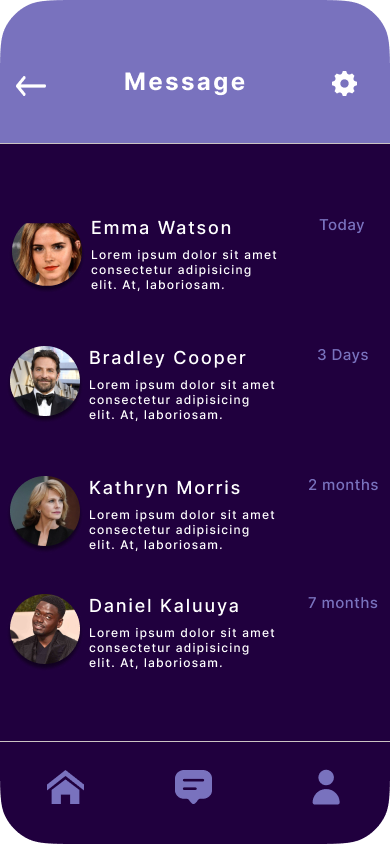 Message
Emma Watson
Today
Lorem ipsum dolor sit amet
consectetur adipisicing
elit. At, laboriosam.
Bradley Cooper
3 Days
Lorem ipsum dolor sit amet
consectetur adipisicing
elit. At, laboriosam.
Kathryn Morris
2 months
Lorem ipsum dolor sit amet
consectetur adipisicing
elit. At, laboriosam.
Daniel Kaluuya
7 months
Lorem ipsum dolor sit amet
consectetur adipisicing
elit. At, laboriosam.